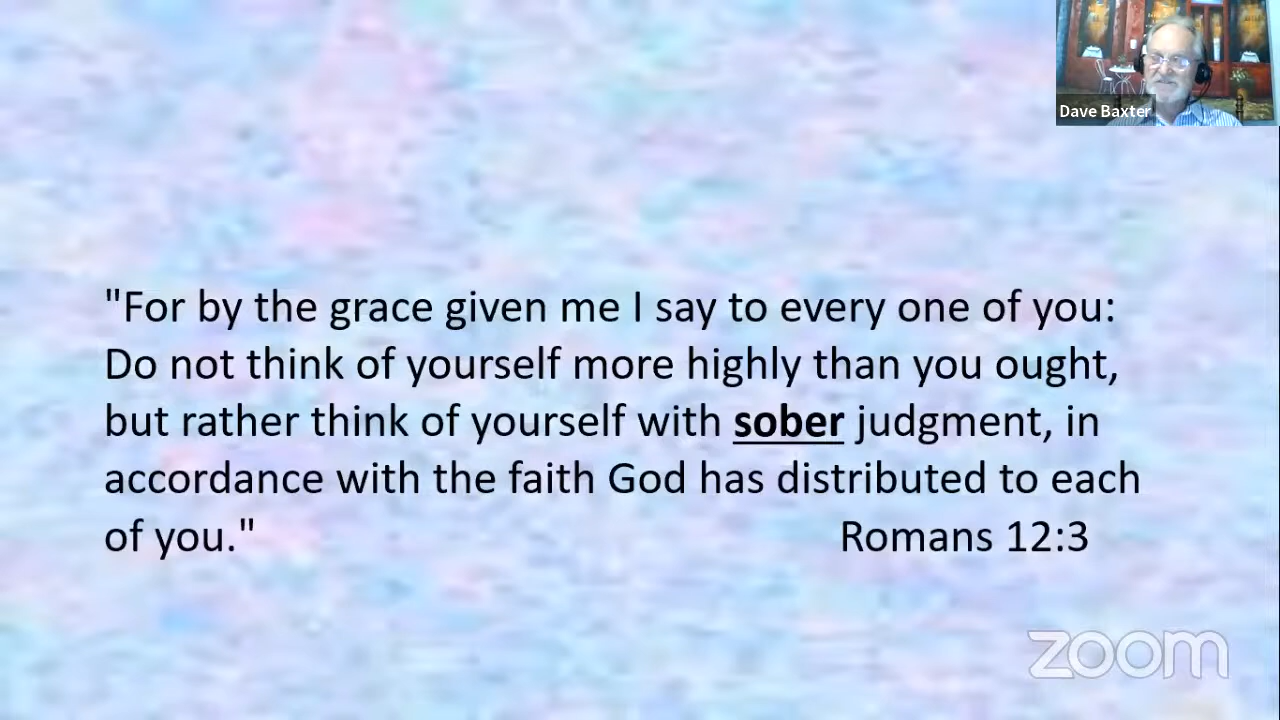 Dave Baxter
"For by the grace given me I say to every one of you:
Do not think of yourself more highly than you ought,
but rather think of yourself with sober judgment, in
accordance with the faith God has distributed to each
of you." Romans 12:3
zoom